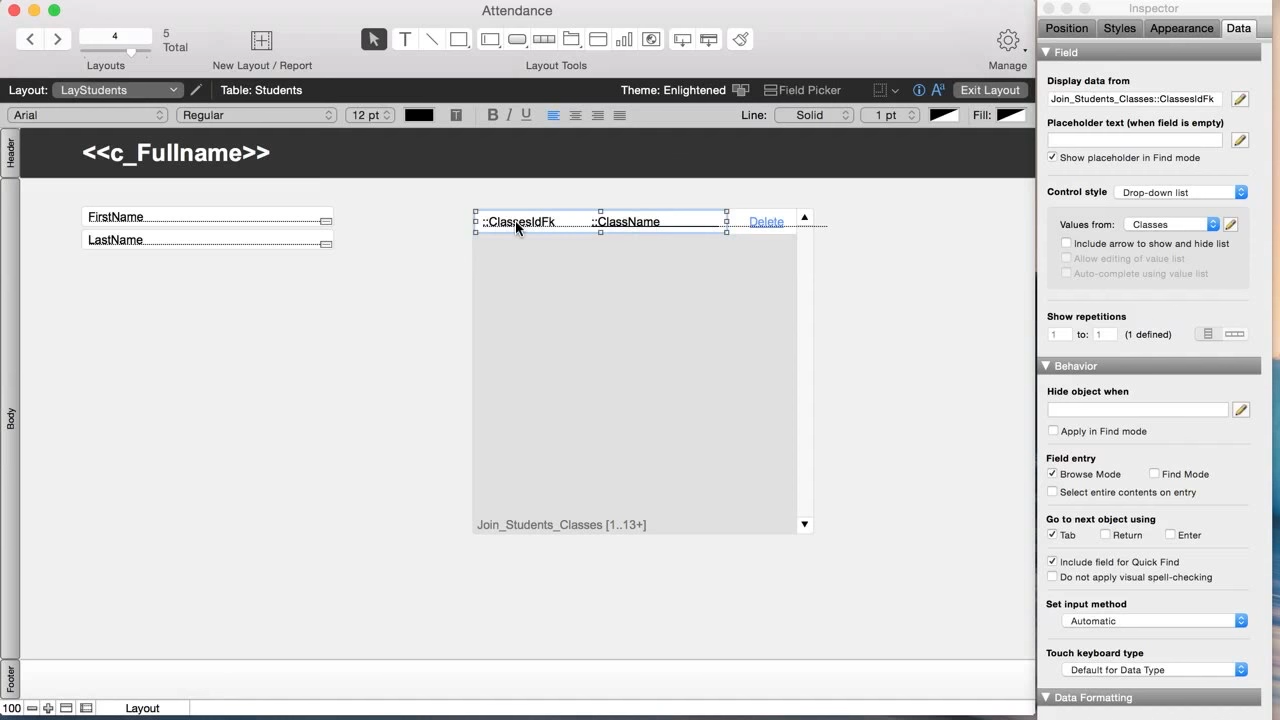 Attendance
4
5
Total
Layouts
New Layout / Report
Layout Tools
Manage
Layout: LayStudents Table: Students Theme: Enlightened Field Picker Exit Layout
Arial Regular 12 pt B I U Line: Solid 1 pt Fill:
Header
<<c_Fullname>>
Body
FirstName
LastName
::ClassesIdFk ::ClassName Delete
Join_Students_Classes [1..13+]
Footer
100 Layout
Inspector
Position Styles Appearance Data
Field
Display data from
Join_Students_Classes::ClassesIdFk
Placeholder text (when field is empty)
Show placeholder in Find mode
Control style Drop-down list
Values from: Classes
Include arrow to show and hide list
Allow editing of value list
Auto-complete using value list
Show repetitions
1 to: 1 (1 defined)
Behavior
Hide object when
Apply in Find mode
Field entry
Browse Mode Find Mode
Select entire contents on entry
Go to next object using
Tab Return Enter
Include field for Quick Find
Do not apply visual spell-checking
Set input method
Automatic
Touch keyboard type
Default for Data Type
Data Formatting